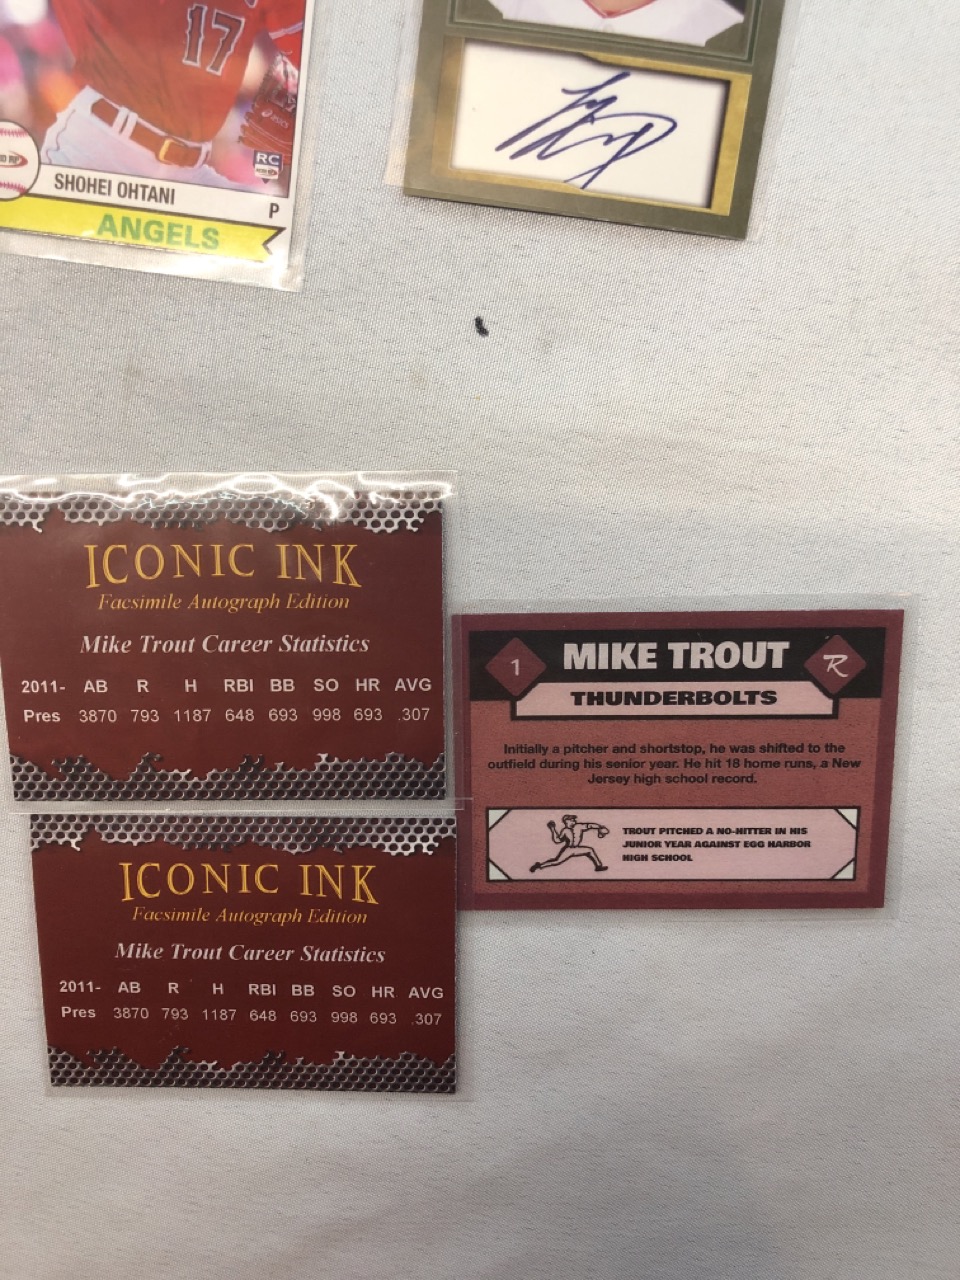 17
RC
SHOHEI OHTANI
P
ANGELS
ICONIC INK
Facsimile Autograph Edition
Mike Trout Career Statistics
2011- AB R H RBI BB SO HR AVG
Pres 3870 793 1187 648 693 998 693 .307
ICONIC INK
Facsimile Autograph Edition
Mike Trout Career Statistics
2011- AB R H RBI BB SO HR AVG
Pres 3870 793 1187 648 693 998 693 .307
1
MIKE TROUT
R
THUNDERBOLTS
Initially a pitcher and shortstop, he was shifted to the
outfield during his senior year. He hit 18 home runs, a New
Jersey high school record.
TROUT PITCHED A NO-HITTER IN HIS
JUNIOR YEAR AGAINST EGG HARBOR
HIGH SCHOOL